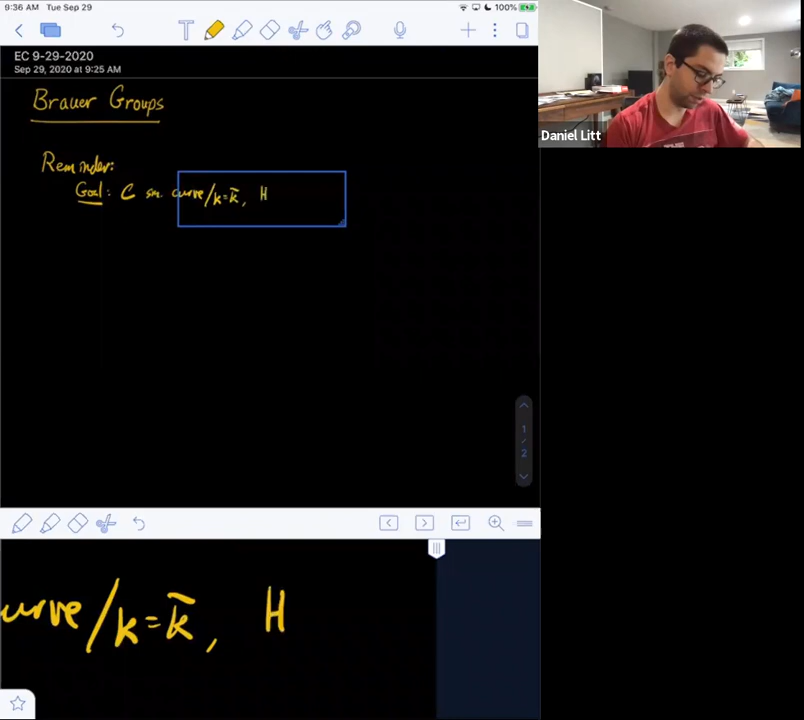 9:36 AM Tue Sep 29
100%
EC 9-29-2020
Sep 29, 2020 at 9:25 AM
Brauer Groups
Reminder:
Goal: C sm. curve/k=k̄, H
1
/
2
Daniel Litt
urve/k=k̄, H